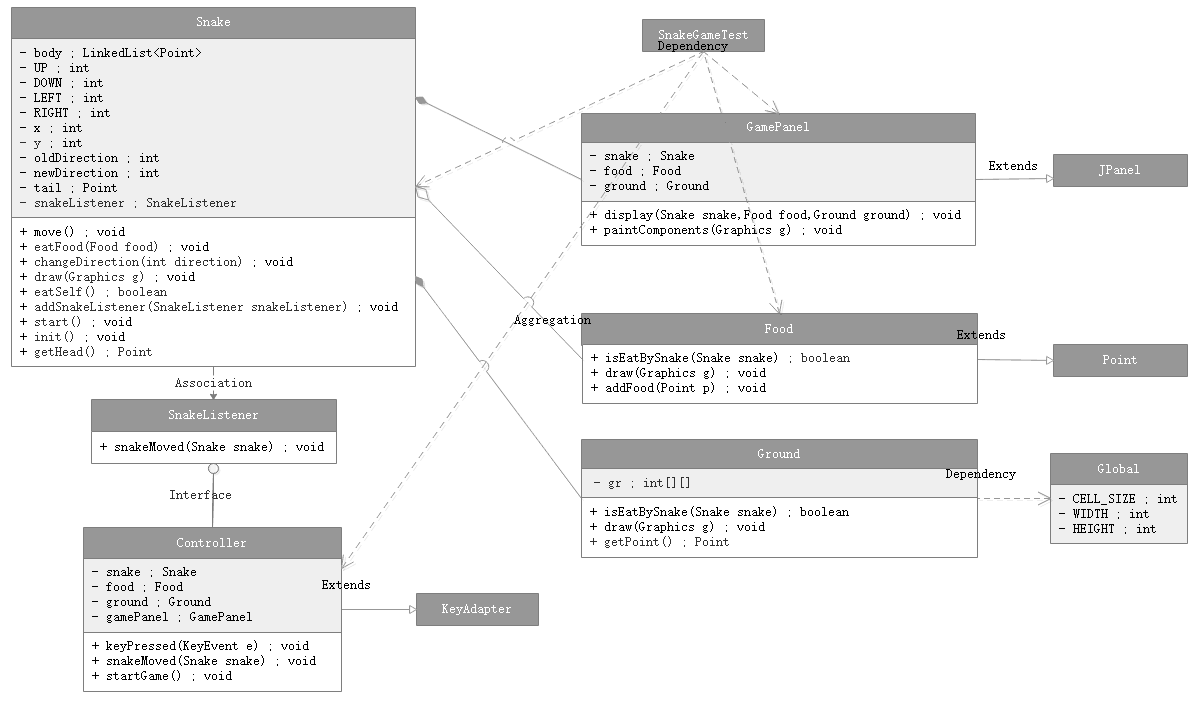 Snake
- body ; LinkedList<Point>
- UP ; int
- DOWN ; int
- LEFT ; int
- RIGHT ; int
- x ; int
- y ; int
- oldDirection ; int
- newDirection ; int
- tail ; Point
- snakeListener ; SnakeListener
+ move() ; void
+ eatFood(Food food) ; void
+ changeDirection(int direction) ; void
+ draw(Graphics g) ; void
+ eatSelf() ; boolean
+ addSnakeListener(SnakeListener snakeListener) ; void
+ start() ; void
+ init() ; void
+ getHead() ; Point
Association
SnakeListener
+ snakeMoved(Snake snake) ; void
Interface
Controller
- snake ; Snake
- food ; Food
- ground ; Ground
- gamePanel ; GamePanel
+ keyPressed(KeyEvent e) ; void
+ snakeMoved(Snake snake) ; void
+ startGame() ; void
Extends
KeyAdapter
SnakeGameTest
Dependency
GamePanel
- snake ; Snake
- food ; Food
- ground ; Ground
+ display(Snake snake,Food food,Ground ground) ; void
+ paintComponents(Graphics g) ; void
Extends
JPanel
Aggregation
Food
+ isEatBySnake(Snake snake) ; boolean
+ draw(Graphics g) ; void
+ addFood(Point p) ; void
Extends
Point
Ground
- gr ; int[][]
+ isEatBySnake(Snake snake) ; boolean
+ draw(Graphics g) ; void
+ getPoint() ; Point
Dependency
Global
- CELL_SIZE ; int
- WIDTH ; int
- HEIGHT ; int